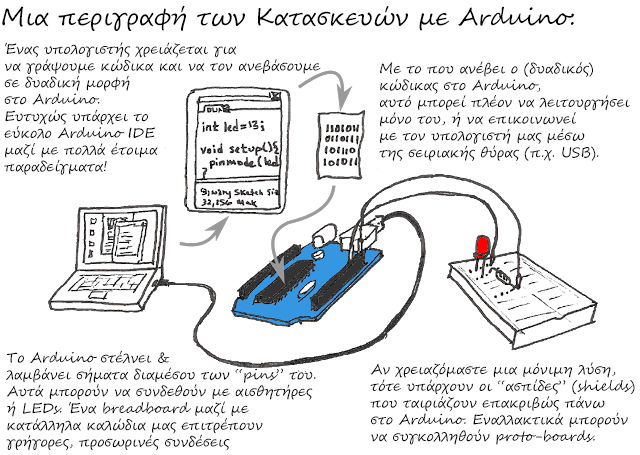 Μια περιγραφή των Κατασκευών με Arduino:
Ένας υπολογιστής χρειάζεται για
να γράψουμε κώδικα και να τον ανεβάσουμε
σε δυαδική μορφή
στο Arduino.
Ευτυχώς υπάρχει το
εύκολο Arduino IDE
μαζί με πολλά έτοιμα
παραδείγματα!
int led=13;
void setup(){
pinmode(led
}
Binary Sketch Siz
32,256 Max
110101
011011
10110
101011
Με το που ανέβει ο (δυαδικός)
κώδικας στο Arduino,
αυτό μπορεί πλέον να λειτουργήσει
μόνο του, ή να επικοινωνεί
με τον υπολογιστή μας μέσω
της σειριακής θύρας (π.χ. USB).
Το Arduino στέλνει &
λαμβάνει σήματα διαμέσου των "pins" του.
Αυτά μπορούν να συνδεθούν με αισθητήρες
ή LEDs. Ένα breadboard μαζί με
κατάλληλα καλώδια μας επιτρέπουν
γρήγορες, προσωρινές συνδέσεις
Αν χρειαζόμαστε μια μόνιμη λύση,
τότε υπάρχουν οι "ασπίδες" (shields)
που ταιριάζουν επακριβώς πάνω
στο Arduino. Εναλλακτικά μπορούν
να συγκολληθούν proto-boards.